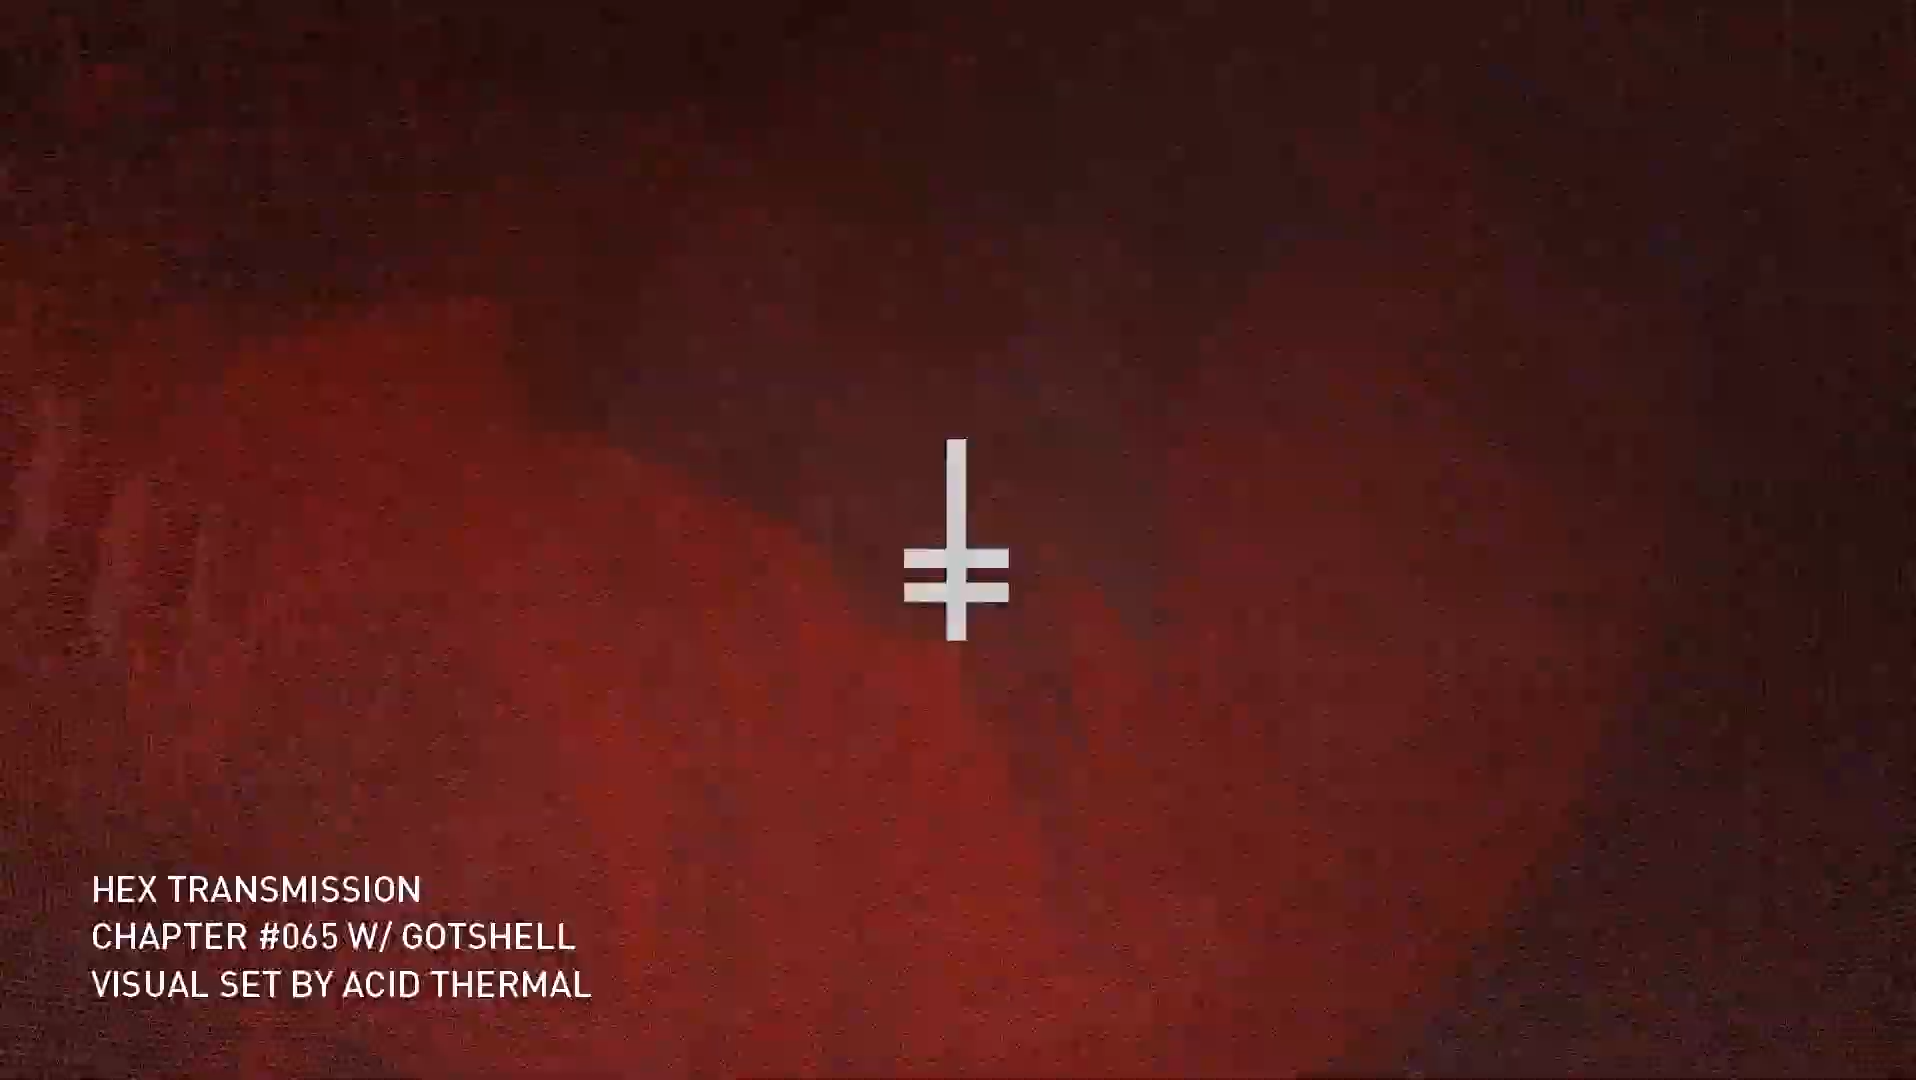 HEX TRANSMISSION
CHAPTER #065 W/ GOTSHELL
VISUAL SET BY ACID THERMAL